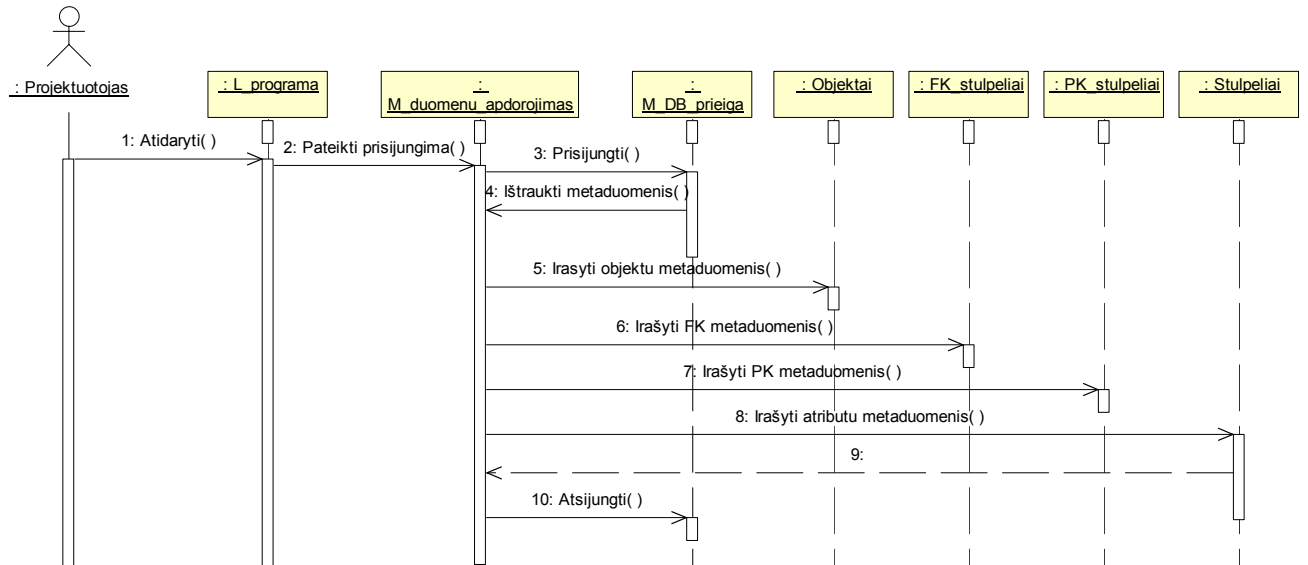 : Projektuotojas
: L_programa
:
M_duomenu_apdorojimas
:
M_DB_prieiga
: Objektai
: FK_stulpeliai
: PK_stulpeliai
: Stulpeliai
1: Atidaryti( )
2: Pateikti prisijungima( )
3: Prisijungti( )
4: Ištraukti metaduomenis( )
5: Irasyti objektu metaduomenis( )
6: Irašyti FK metaduomenis( )
7: Irašyti PK metaduomenis( )
8: Irašyti atributu metaduomenis( )
9:
10: Atsijungti( )